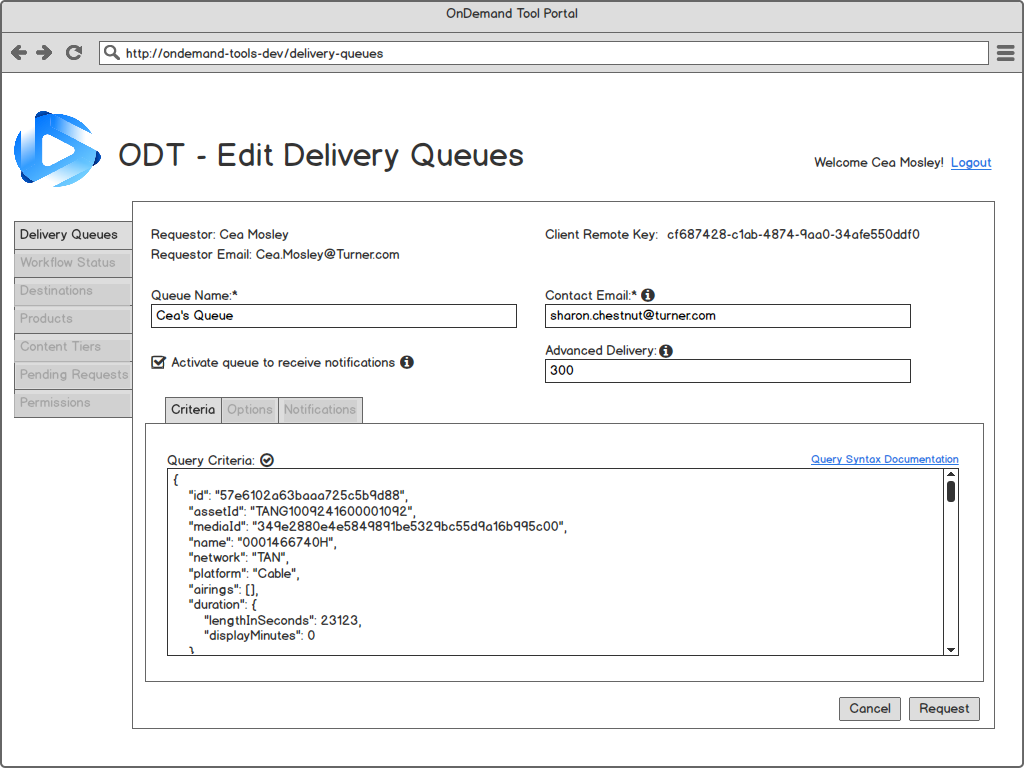 OnDemand Tool Portal
http://ondemand-tools-dev/delivery-queues
ODT - Edit Delivery Queues
Welcome Cea Mosley! Logout
Delivery Queues
Workflow Status
Destinations
Products
Content Tiers
Pending Requests
Permissions
Requestor: Cea Mosley
Requestor Email: Cea.Mosley@Turner.com
Client Remote Key: cf687428-c1ab-4874-9aa0-34afe550ddf0
Queue Name:*
Cea's Queue
Contact Email:*
sharon.chestnut@turner.com
Activate queue to receive notifications
Advanced Delivery:
300
Criteria Options Notifications
Query Criteria:
Query Syntax Documentation
{
"id": "57e6102a63baaa725c5b9d88",
"assetId": "TANG1009241600001092",
"mediaId": "349e2880e4e5849891be5329bc55d9a16b995c00",
"name": "0001466740H",
"network": "TAN",
"platform": "Cable",
"airings": [],
"duration": {
"lengthInSeconds": 23123,
"displayMinutes": 0
}
Cancel Request